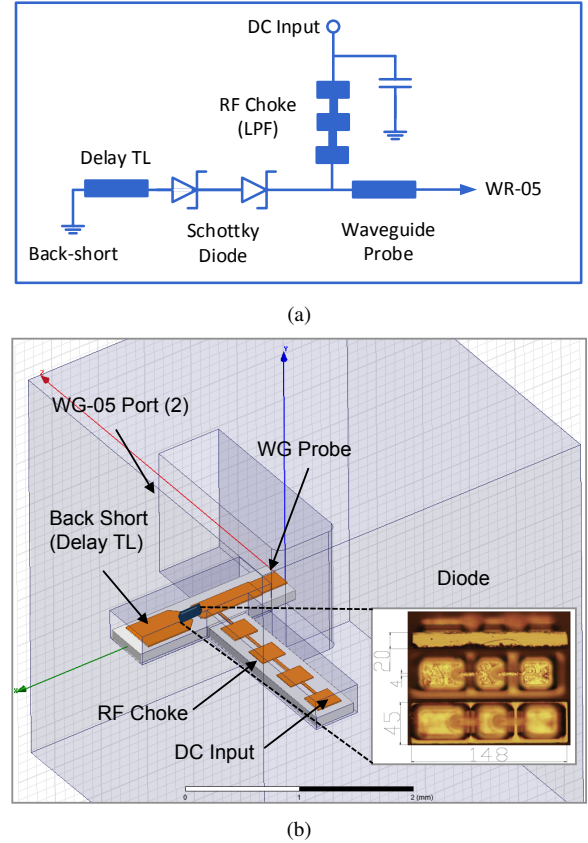 DC Input
RF Choke
(LPF)
Delay TL
WR-05
Back-short
Schottky
Diode
Waveguide
Probe
(a)
Z
Y
WG-05 Port (2)
WG Probe
Back Short
(Delay TL)
Diode
20
4
X
45
RF Choke
148
DC Input
0
1
2 (mm)
(b)